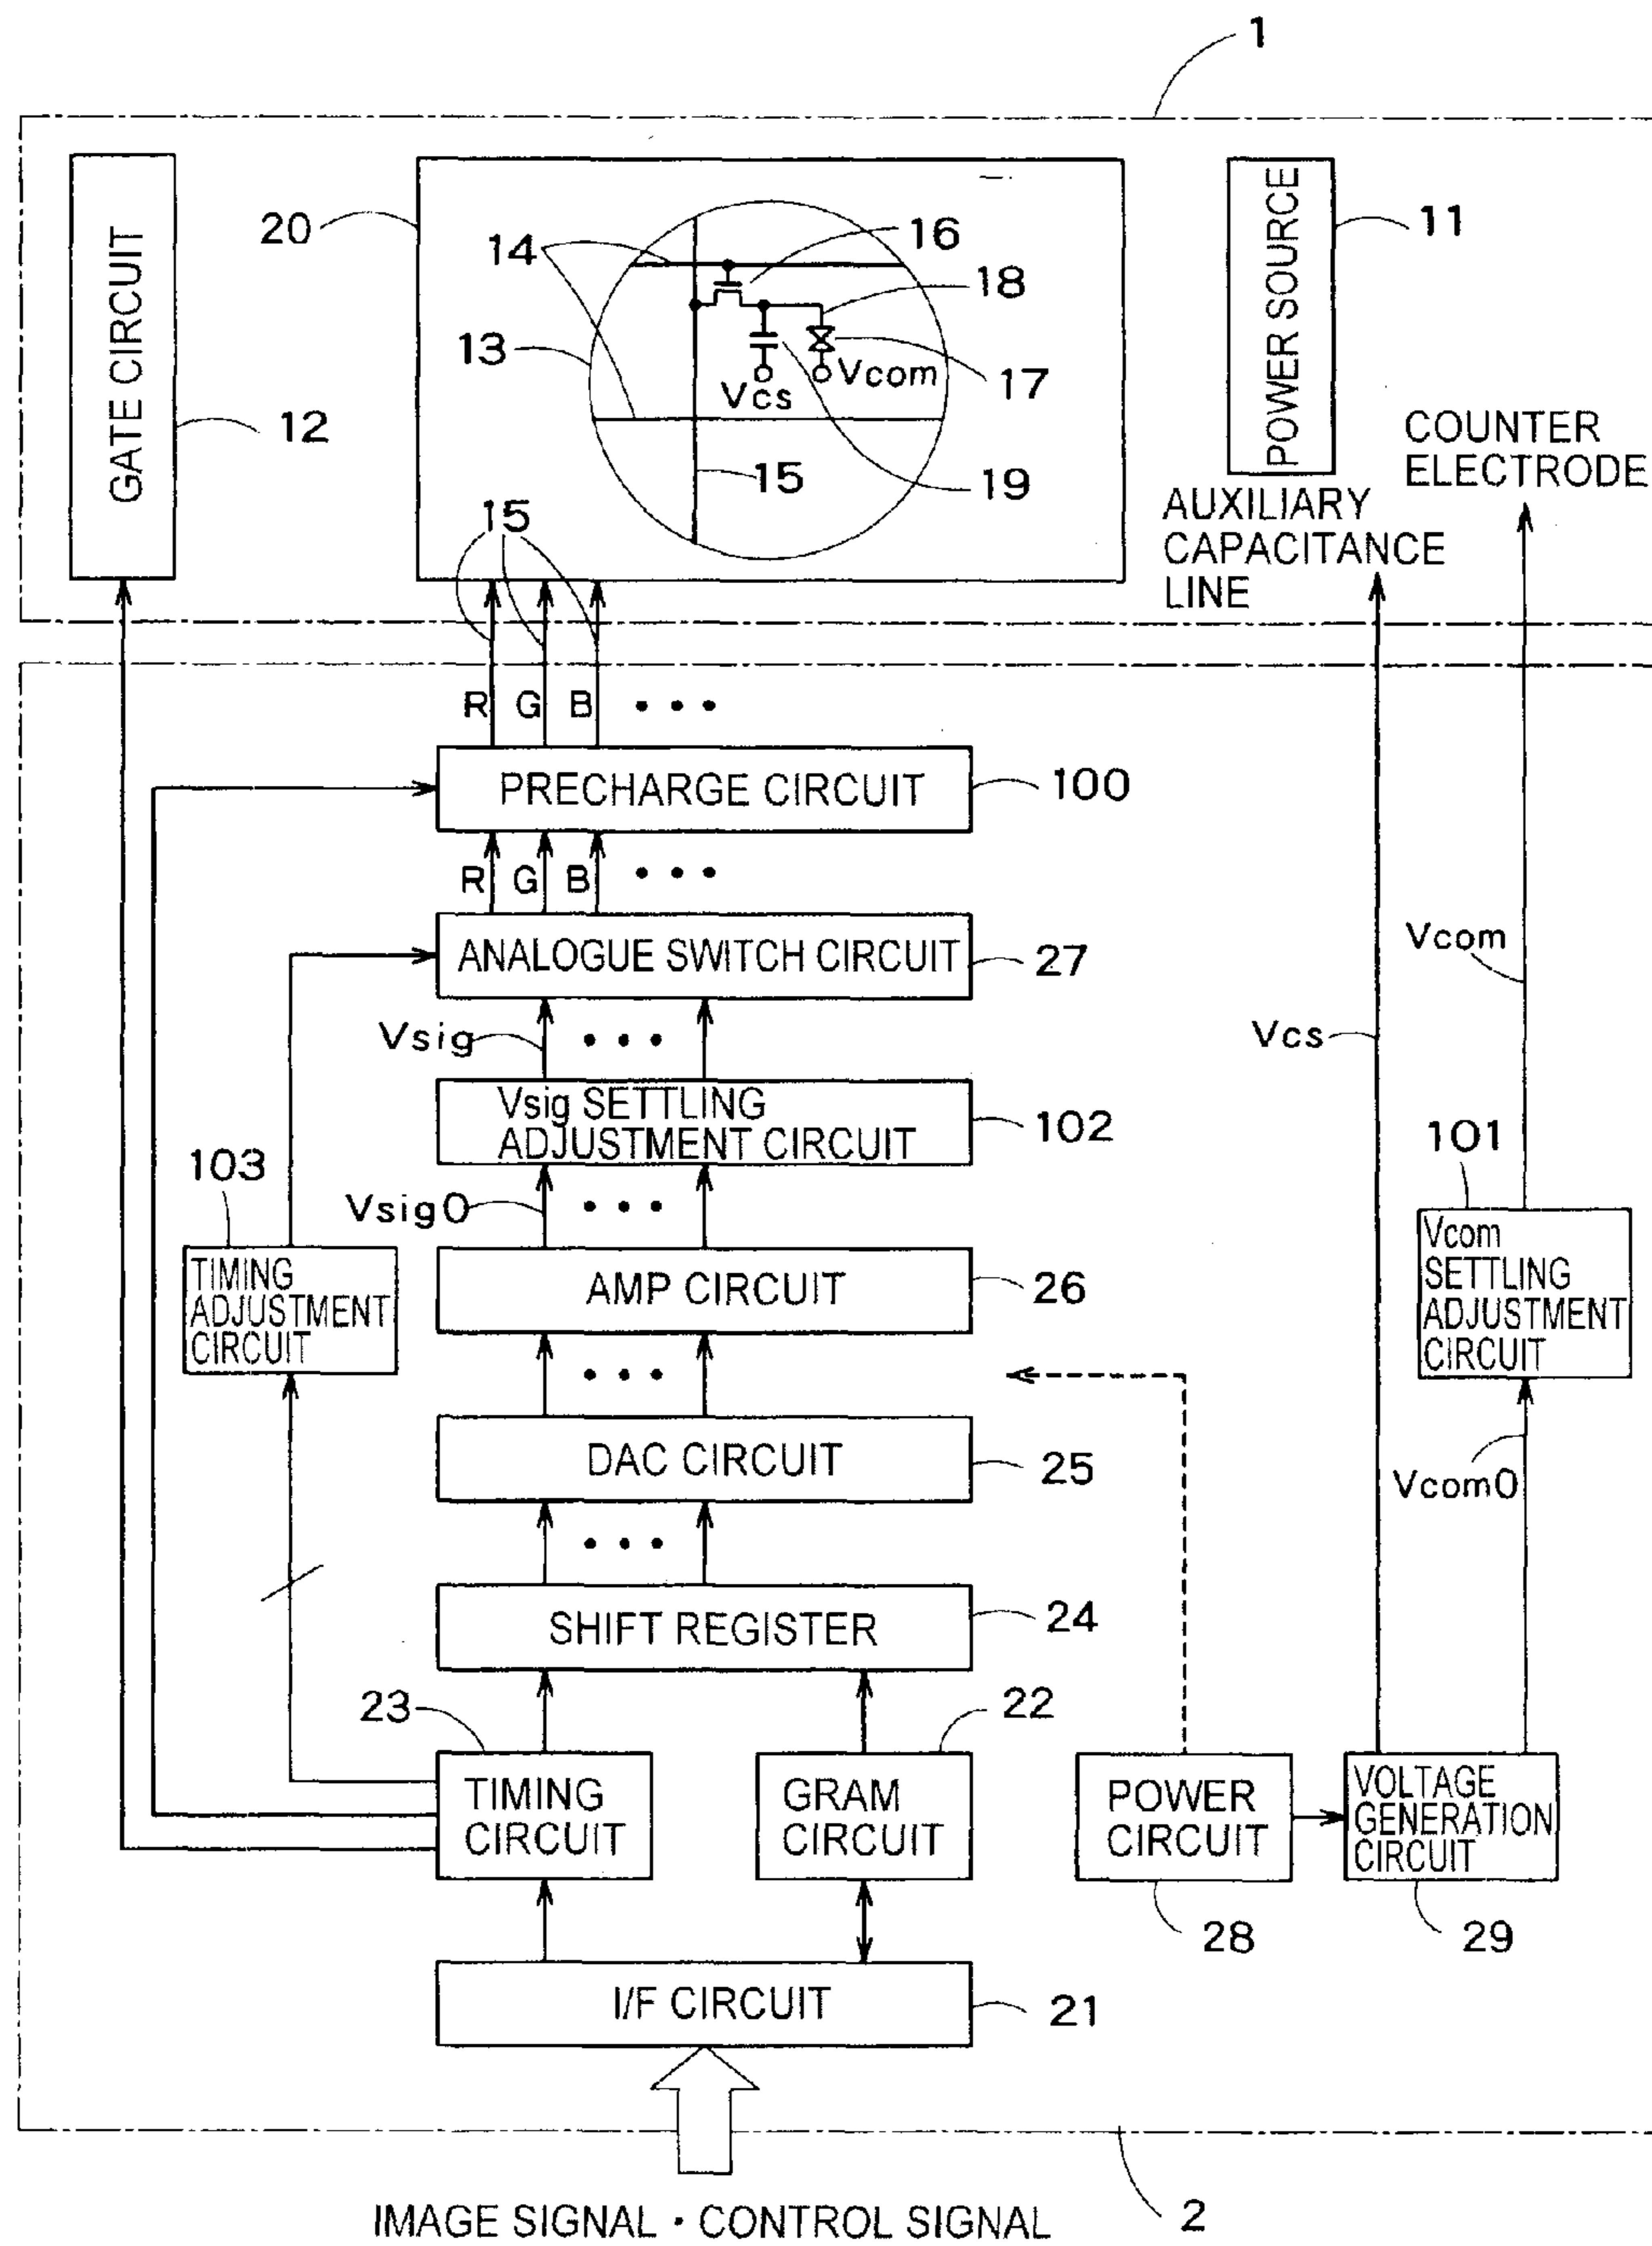 1
GATE CIRCUIT
12
20
14
16
18
13
Vcs
Vcom
17
15
19
POWER SOURCE
11
COUNTER
ELECTRODE
AUXILIARY
CAPACITANCE
LINE
15
R G B • • •
PRECHARGE CIRCUIT
100
R G B • • •
ANALOGUE SWITCH CIRCUIT
27
Vcom
Vsig • • •
Vcs
Vsig SETTLING
ADJUSTMENT CIRCUIT
102
101
103
Vsig0 • • •
Vcom
SETTLING
ADJUSTMENT
CIRCUIT
TIMING
ADJUSTMENT
CIRCUIT
AMP CIRCUIT
26
• • •
DAC CIRCUIT
25
Vcom0
• • •
SHIFT REGISTER
24
23
22
TIMING
CIRCUIT
GRAM
CIRCUIT
POWER
CIRCUIT
VOLTAGE
GENERATION
CIRCUIT
28
29
I/F CIRCUIT
21
2
IMAGE SIGNAL • CONTROL SIGNAL